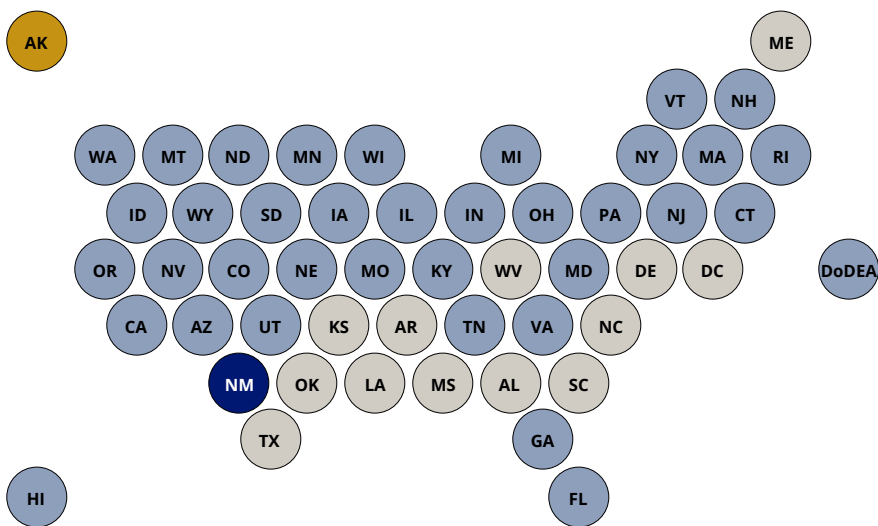 AK ME
VT NH
WA MT ND MN WI MI NY MA RI
ID WY SD IA IL IN OH PA NJ CT
OR NV CO NE MO KY WV MD DE DC DoDEA
CA AZ UT KS AR TN VA NC
NM OK LA MS AL SC
TX GA
HI FL